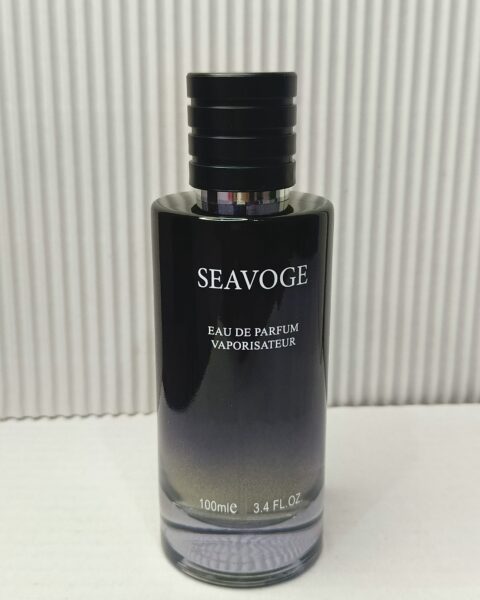 SEAVOGE
EAU DE PARFUM
VAPORISATEUR
100ml℮ 3.4 FL.OZ.